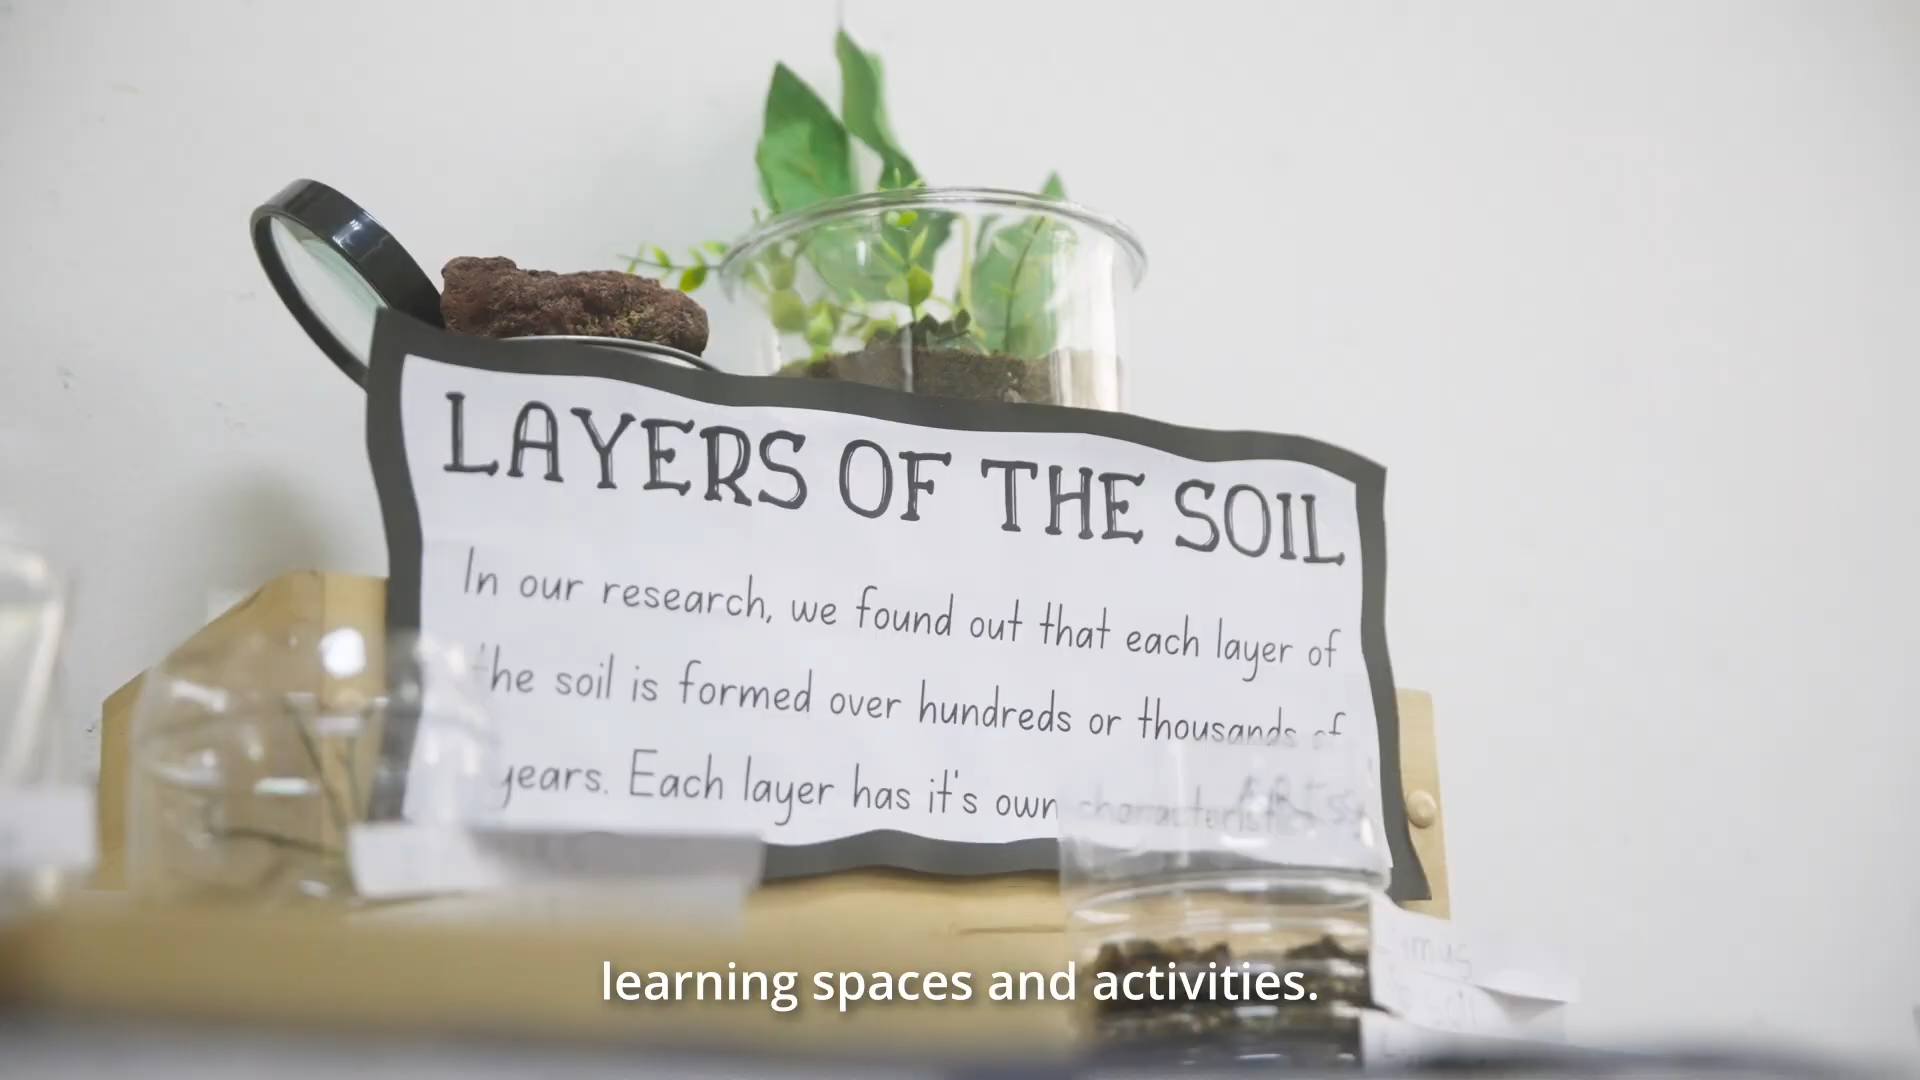 LAYERS OF THE SOIL
In our research, we found out that each layer of
the soil is formed over hundreds or thousands of
years. Each layer has it's own
learning spaces and activities.